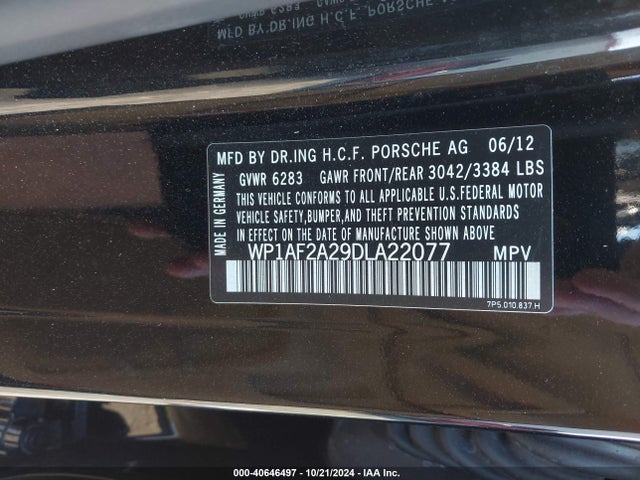 MFD BY DR.ING H.C.F. PORSCHE AG 06/12
GVWR 6283 GAWR FRONT/REAR 3042/3384 LBS
THIS VEHICLE CONFORMS TO ALL APPLICABLE U.S.FEDERAL MOTOR
VEHICLE SAFETY,BUMPER,AND THEFT PREVENTION STANDARDS
IN EFFECT ON THE DATE OF MANUFACTURE SHOWN ABOVE
WP1AF2A29DLA22077 MPV
7P5.010.837.H
MADE IN GERMANY
000-40646497 - 10/21/2024 - IAA Inc.